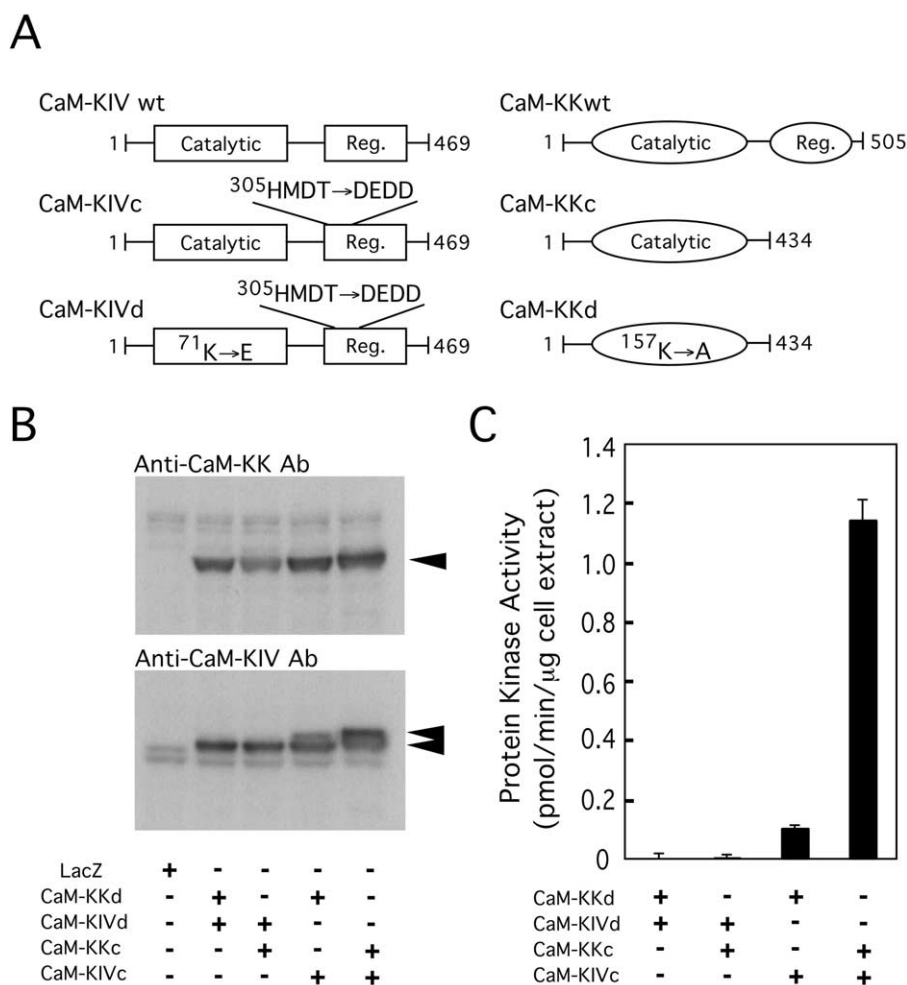 A
CaM-KIV wt
1 Catalytic Reg. 469
CaM-KKwt
1 Catalytic Reg. 505
CaM-KIVc
305HMDT→DEDD
1 Catalytic Reg. 469
CaM-KKc
1 Catalytic 434
CaM-KIVd
305HMDT→DEDD
1 71K→E Reg. 469
CaM-KKd
1 157K→A 434
B
Anti-CaM-KK Ab
Anti-CaM-KIV Ab
LacZ + - - - -
CaM-KKd - + - + -
CaM-KIVd - + + - -
CaM-KKc - - + - +
CaM-KIVc - - - + +
C
Protein Kinase Activity
(pmol/min/µg cell extract)
1.4
1.2
1.0
0.8
0.6
0.4
0.2
0
CaM-KKd + - + -
CaM-KIVd + + - -
CaM-KKc - + - +
CaM-KIVc - - + +